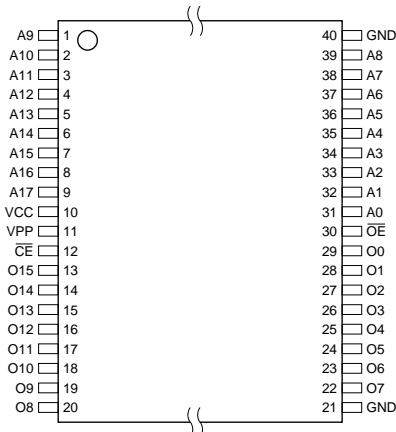 A9 1 40 GND
A10 2 39 A8
A11 3 38 A7
A12 4 37 A6
A13 5 36 A5
A14 6 35 A4
A15 7 34 A3
A16 8 33 A2
A17 9 32 A1
VCC 10 31 A0
VPP 11 30 O̅E̅
C̅E̅ 12 29 O0
O15 13 28 O1
O14 14 27 O2
O13 15 26 O3
O12 16 25 O4
O11 17 24 O5
O10 18 23 O6
O9 19 22 O7
O8 20 21 GND